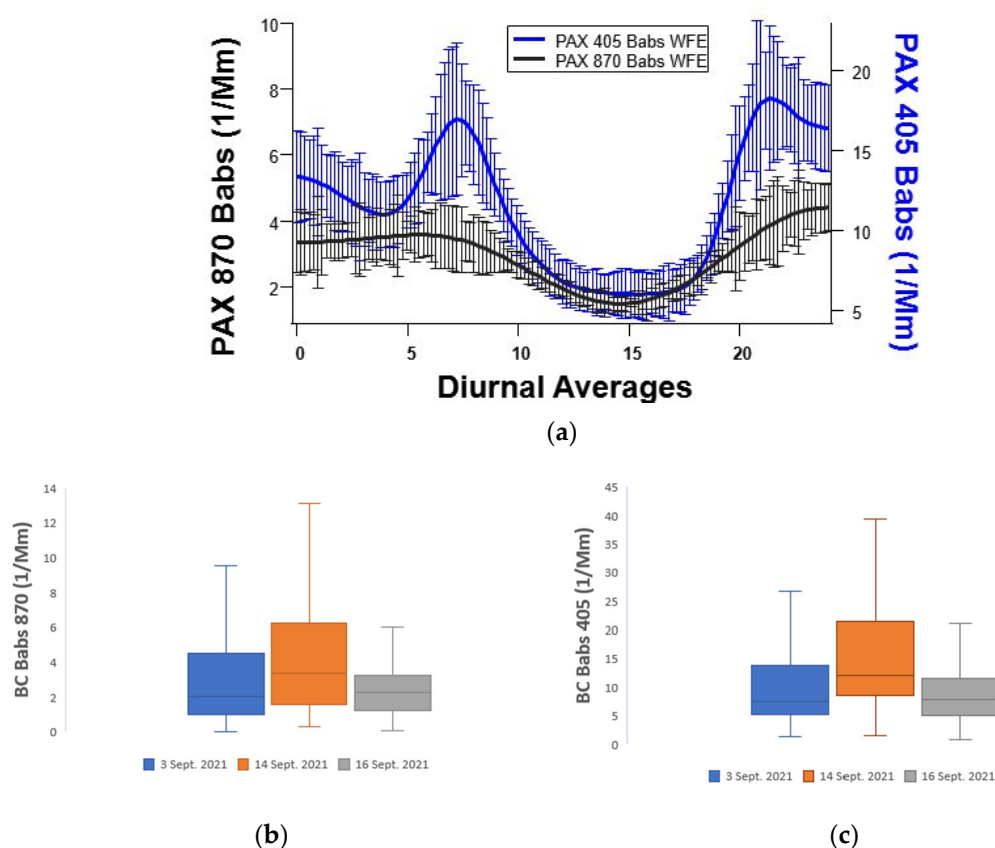 PAX 405 Babs WFE
PAX 870 Babs WFE
PAX 870 Babs (1/Mm)
10
8
6
4
2
PAX 405 Babs (1/Mm)
20
15
10
5
0 5 10 15 20
Diurnal Averages
(a)
BC Babs 870 (1/Mm)
14
12
10
8
6
4
2
0
3 Sept. 2021 14 Sept. 2021 16 Sept. 2021
(b)
BC Babs 405 (1/Mm)
45
40
35
30
25
20
15
10
5
0
3 Sept. 2021 14 Sept. 2021 16 Sept. 2021
(c)